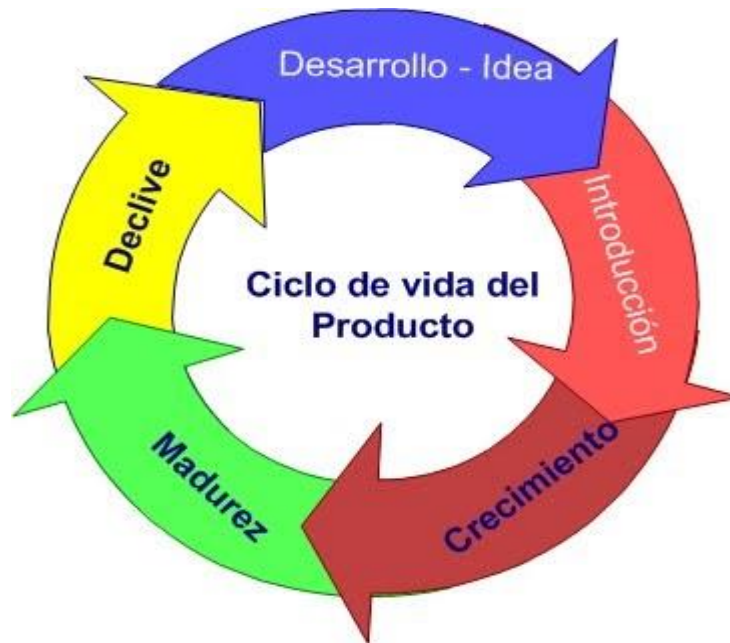 Desarrollo - Idea
Introducción
Crecimiento
Madurez
Declive
Ciclo de vida del
Producto